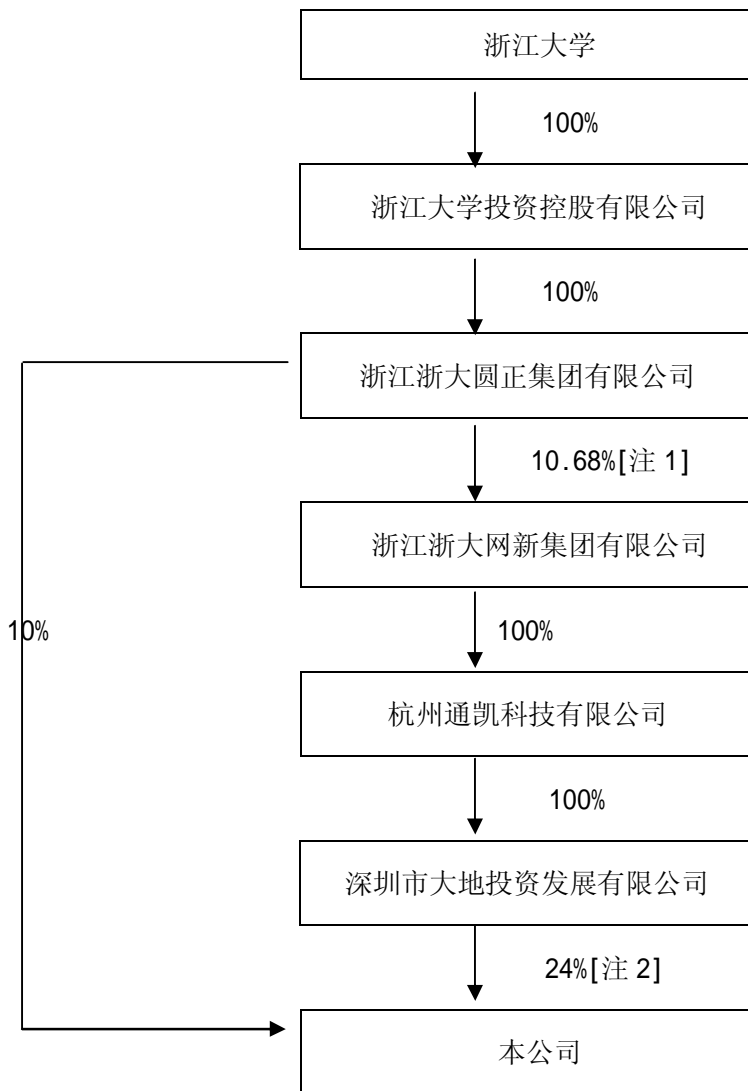 浙江大学
100%
浙江大学投资控股有限公司
100%
浙江浙大圆正集团有限公司
10.68%[注 1]
浙江浙大网新集团有限公司
10%
100%
杭州通凯科技有限公司
100%
深圳市大地投资发展有限公司
24%[注 2]
本公司